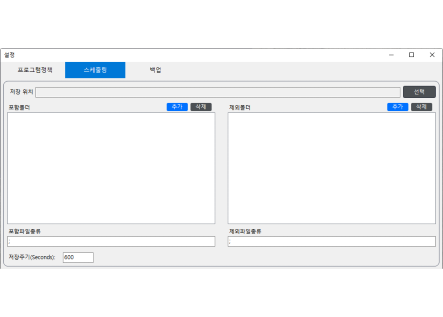 설정
프로그램정책 스케쥴링 백업
저장 위치 선택
포함폴더 추가 삭제 제외폴더 추가 삭제
포함파일종류 제외파일종류
; ;
저장주기(Seconds): 600